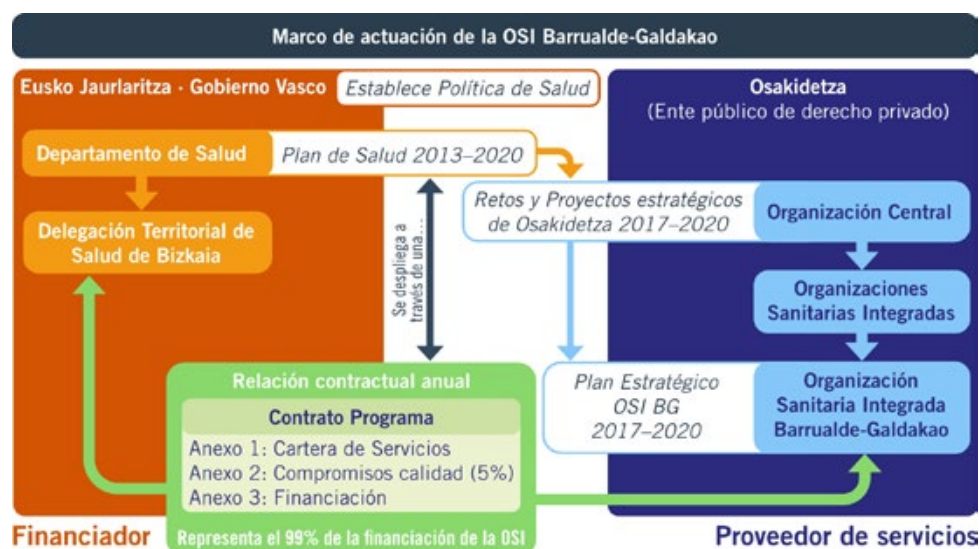 Marco de actuación de la OSI Barrualde-Galdakao
Eusko Jaurlaritza · Gobierno Vasco
Establece Política de Salud
Osakidetza
(Ente público de derecho privado)
Departamento de Salud
Plan de Salud 2013–2020
Delegación Territorial de
Salud de Bizkaia
Se despliega a
través de una...
Retos y Proyectos estratégicos
de Osakidetza 2017–2020
Organización Central
Organizaciones
Sanitarias Integradas
Plan Estratégico
OSI BG
2017–2020
Organización
Sanitaria Integrada
Barrualde-Galdakao
Relación contractual anual
Contrato Programa
Anexo 1: Cartera de Servicios
Anexo 2: Compromisos calidad (5%)
Anexo 3: Financiación
Representa el 99% de la financiación de la OSI
Financiador
Proveedor de servicios